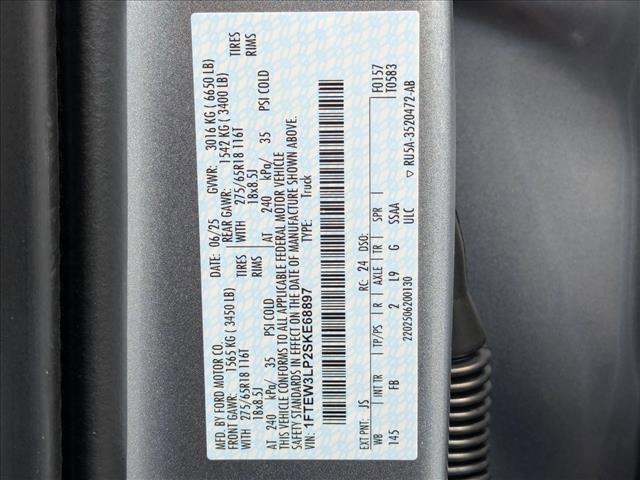 MFD. BY FORD MOTOR CO.
DATE: 06/25 GVWR: 3016 KG ( 6650 LB)
FRONT GAWR: 1565 KG ( 3450 LB) REAR GAWR: 1542 KG ( 3400 LB)
WITH 275/65R18 116T TIRES WITH 275/65R18 116T TIRES
18x8.5J RIMS 18x8.5J RIMS
AT 240 kPa/ 35 PSI COLD AT 240 kPa/ 35 PSI COLD
THIS VEHICLE CONFORMS TO ALL APPLICABLE FEDERAL MOTOR VEHICLE
SAFETY STANDARDS IN EFFECT ON THE DATE OF MANUFACTURE SHOWN ABOVE.
VIN: 1FTEW3LP2SKE68897 TYPE: Truck
F0157
T0583
EXT PNT: JS RC: 24 DSO:
WB INT TR TP/PS R AXLE TR SPR
145 FB 2 L9 G SSAA
ULC
2202506200130
▽ RU5A-3520472-AB